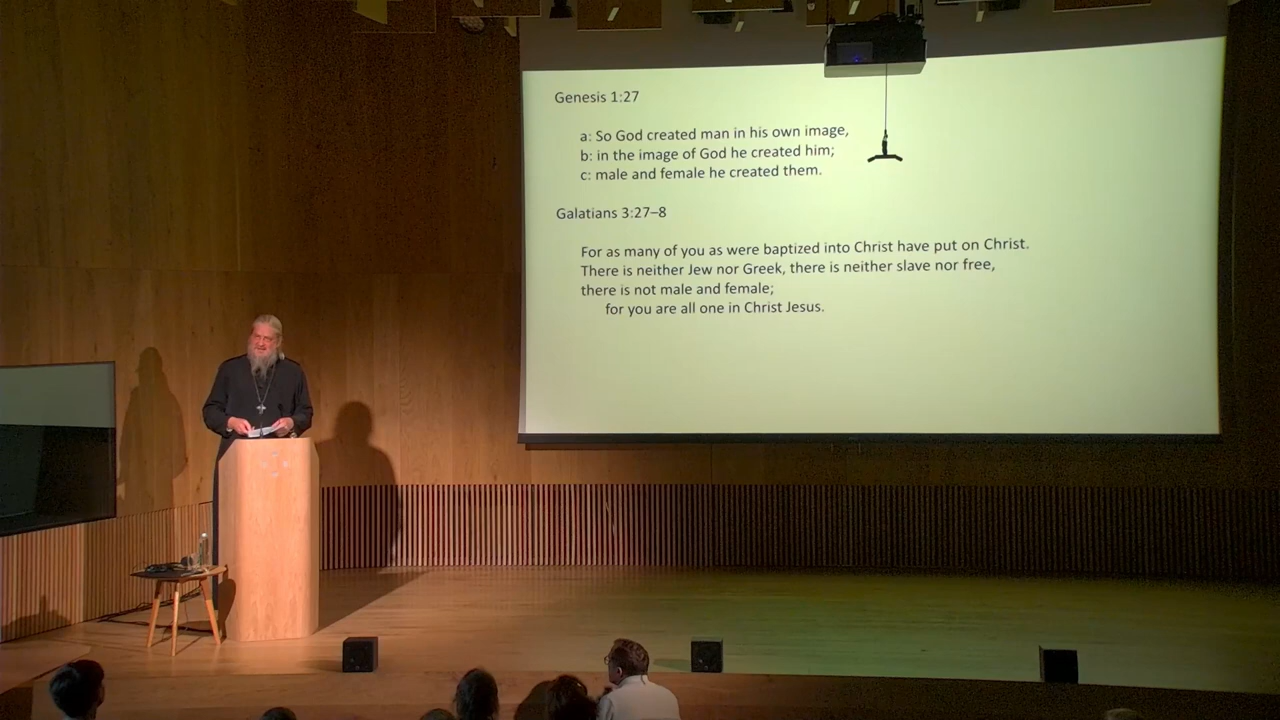 Genesis 1:27
a: So God created man in his own image,
b: in the image of God he created him;
c: male and female he created them.
Galatians 3:27–8
For as many of you as were baptized into Christ have put on Christ.
There is neither Jew nor Greek, there is neither slave nor free,
there is not male and female;
for you are all one in Christ Jesus.